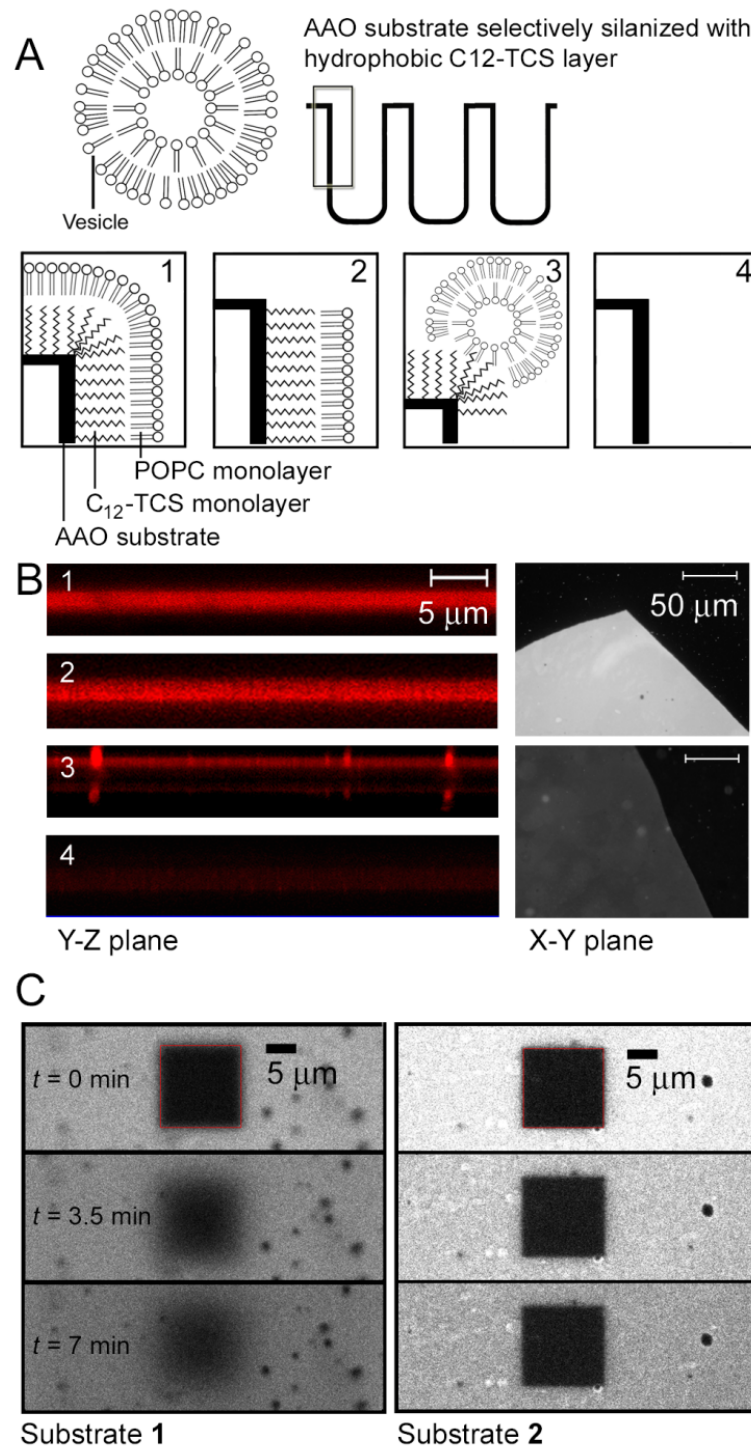 A
AAO substrate selectively silanized with
hydrophobic C12-TCS layer
Vesicle
1
2
3
4
POPC monolayer
C₁₂-TCS monolayer
AAO substrate
B
1
5 μm
50 μm
2
3
4
Y-Z plane
X-Y plane
C
t = 0 min
5 μm
5 μm
t = 3.5 min
t = 7 min
Substrate 1
Substrate 2